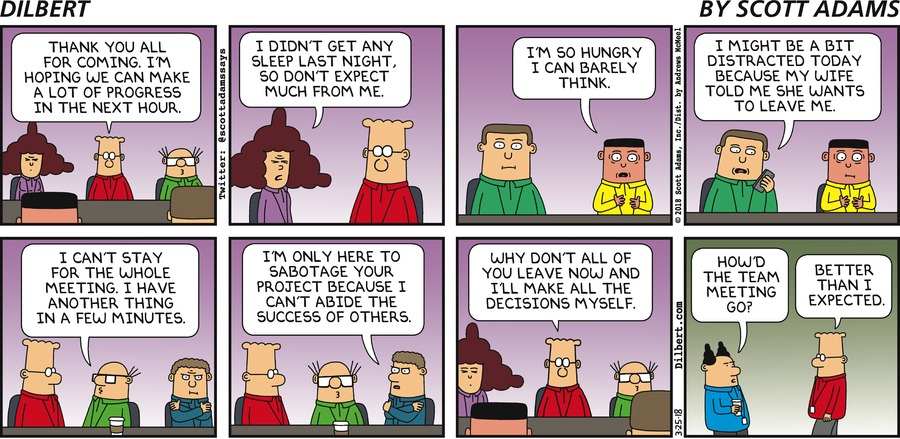 DILBERT
BY SCOTT ADAMS
THANK YOU ALL
FOR COMING. I'M
HOPING WE CAN MAKE
A LOT OF PROGRESS
IN THE NEXT HOUR.
Twitter: @scottadamssays
I DIDN'T GET ANY
SLEEP LAST NIGHT,
SO DON'T EXPECT
MUCH FROM ME.
I'M SO HUNGRY
I CAN BARELY
THINK.
© 2018 Scott Adams, Inc./Dist. by Andrews McMeel
I MIGHT BE A BIT
DISTRACTED TODAY
BECAUSE MY WIFE
TOLD ME SHE WANTS
TO LEAVE ME.
I CAN'T STAY
FOR THE WHOLE
MEETING. I HAVE
ANOTHER THING
IN A FEW MINUTES.
I'M ONLY HERE TO
SABOTAGE YOUR
PROJECT BECAUSE I
CAN'T ABIDE THE
SUCCESS OF OTHERS.
WHY DON'T ALL OF
YOU LEAVE NOW AND
I'LL MAKE ALL THE
DECISIONS MYSELF.
3-25-18 Dilbert.com
HOW'D
THE TEAM
MEETING
GO?
BETTER
THAN I
EXPECTED.